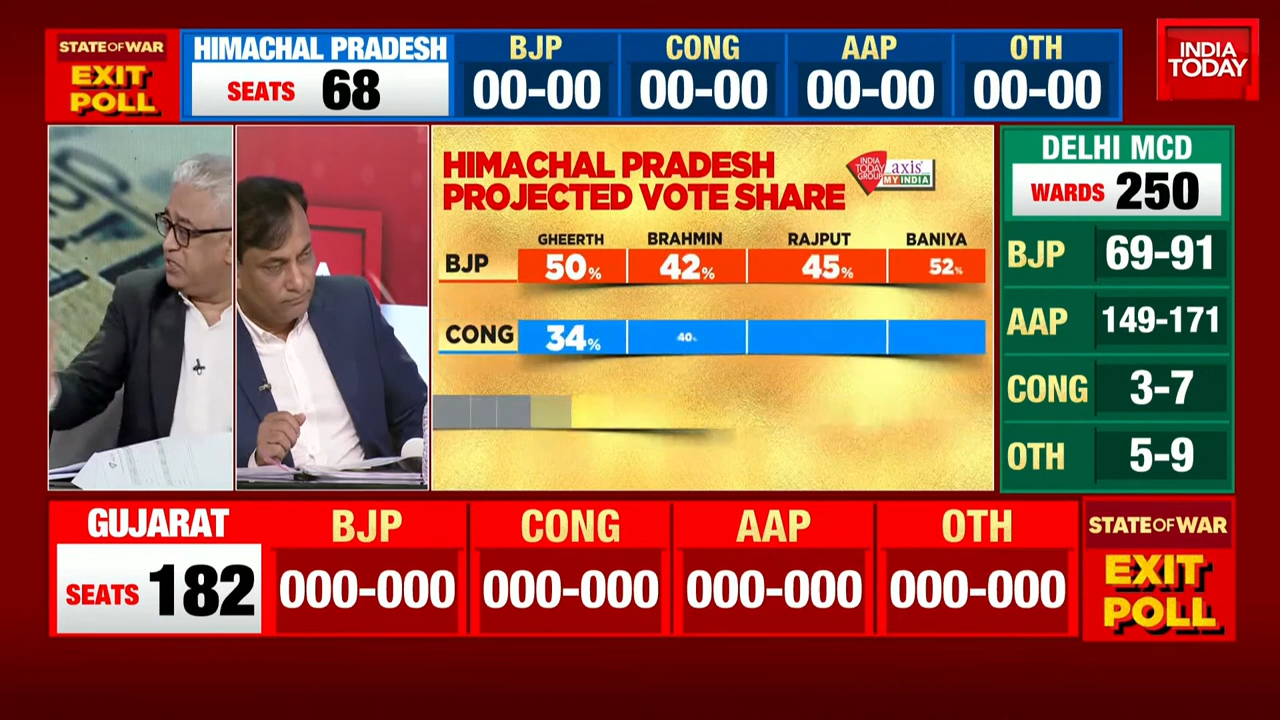 STATE OF WAR
EXIT
POLL
HIMACHAL PRADESH
SEATS 68
BJP
00-00
CONG
00-00
AAP
00-00
OTH
00-00
INDIA
TODAY
HIMACHAL PRADESH
PROJECTED VOTE SHARE
INDIA
TODAY
GROUP
axis
MY INDIA
GHEERTH BRAHMIN RAJPUT BANIYA
BJP 50% 42% 45% 52%
CONG 34% 40%
DELHI MCD
WARDS 250
BJP 69-91
AAP 149-171
CONG 3-7
OTH 5-9
GUJARAT
SEATS 182
BJP
000-000
CONG
000-000
AAP
000-000
OTH
000-000
STATE OF WAR
EXIT
POLL